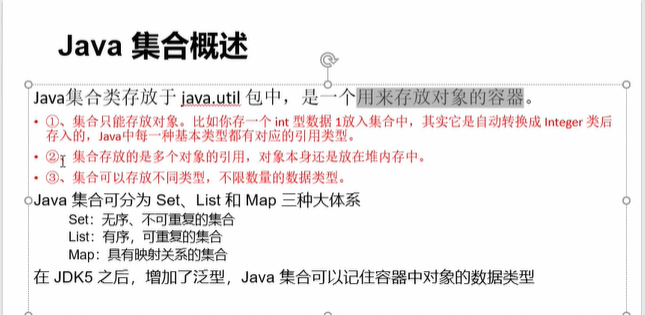 Java 集合概述
Java集合类存放于 java.util 包中，是一个用来存放对象的容器。
• ①、集合只能存放对象。比如你存一个 int 型数据 1放入集合中，其实它是自动转换成 Integer 类后
存入的，Java中每一种基本类型都有对应的引用类型。
• ②、集合存放的是多个对象的引用，对象本身还是放在堆内存中。
• ③、集合可以存放不同类型，不限数量的数据类型。
Java 集合可分为 Set、List 和 Map 三种大体系
Set：无序、不可重复的集合
List：有序，可重复的集合
Map：具有映射关系的集合
在 JDK5 之后，增加了泛型，Java 集合可以记住容器中对象的数据类型